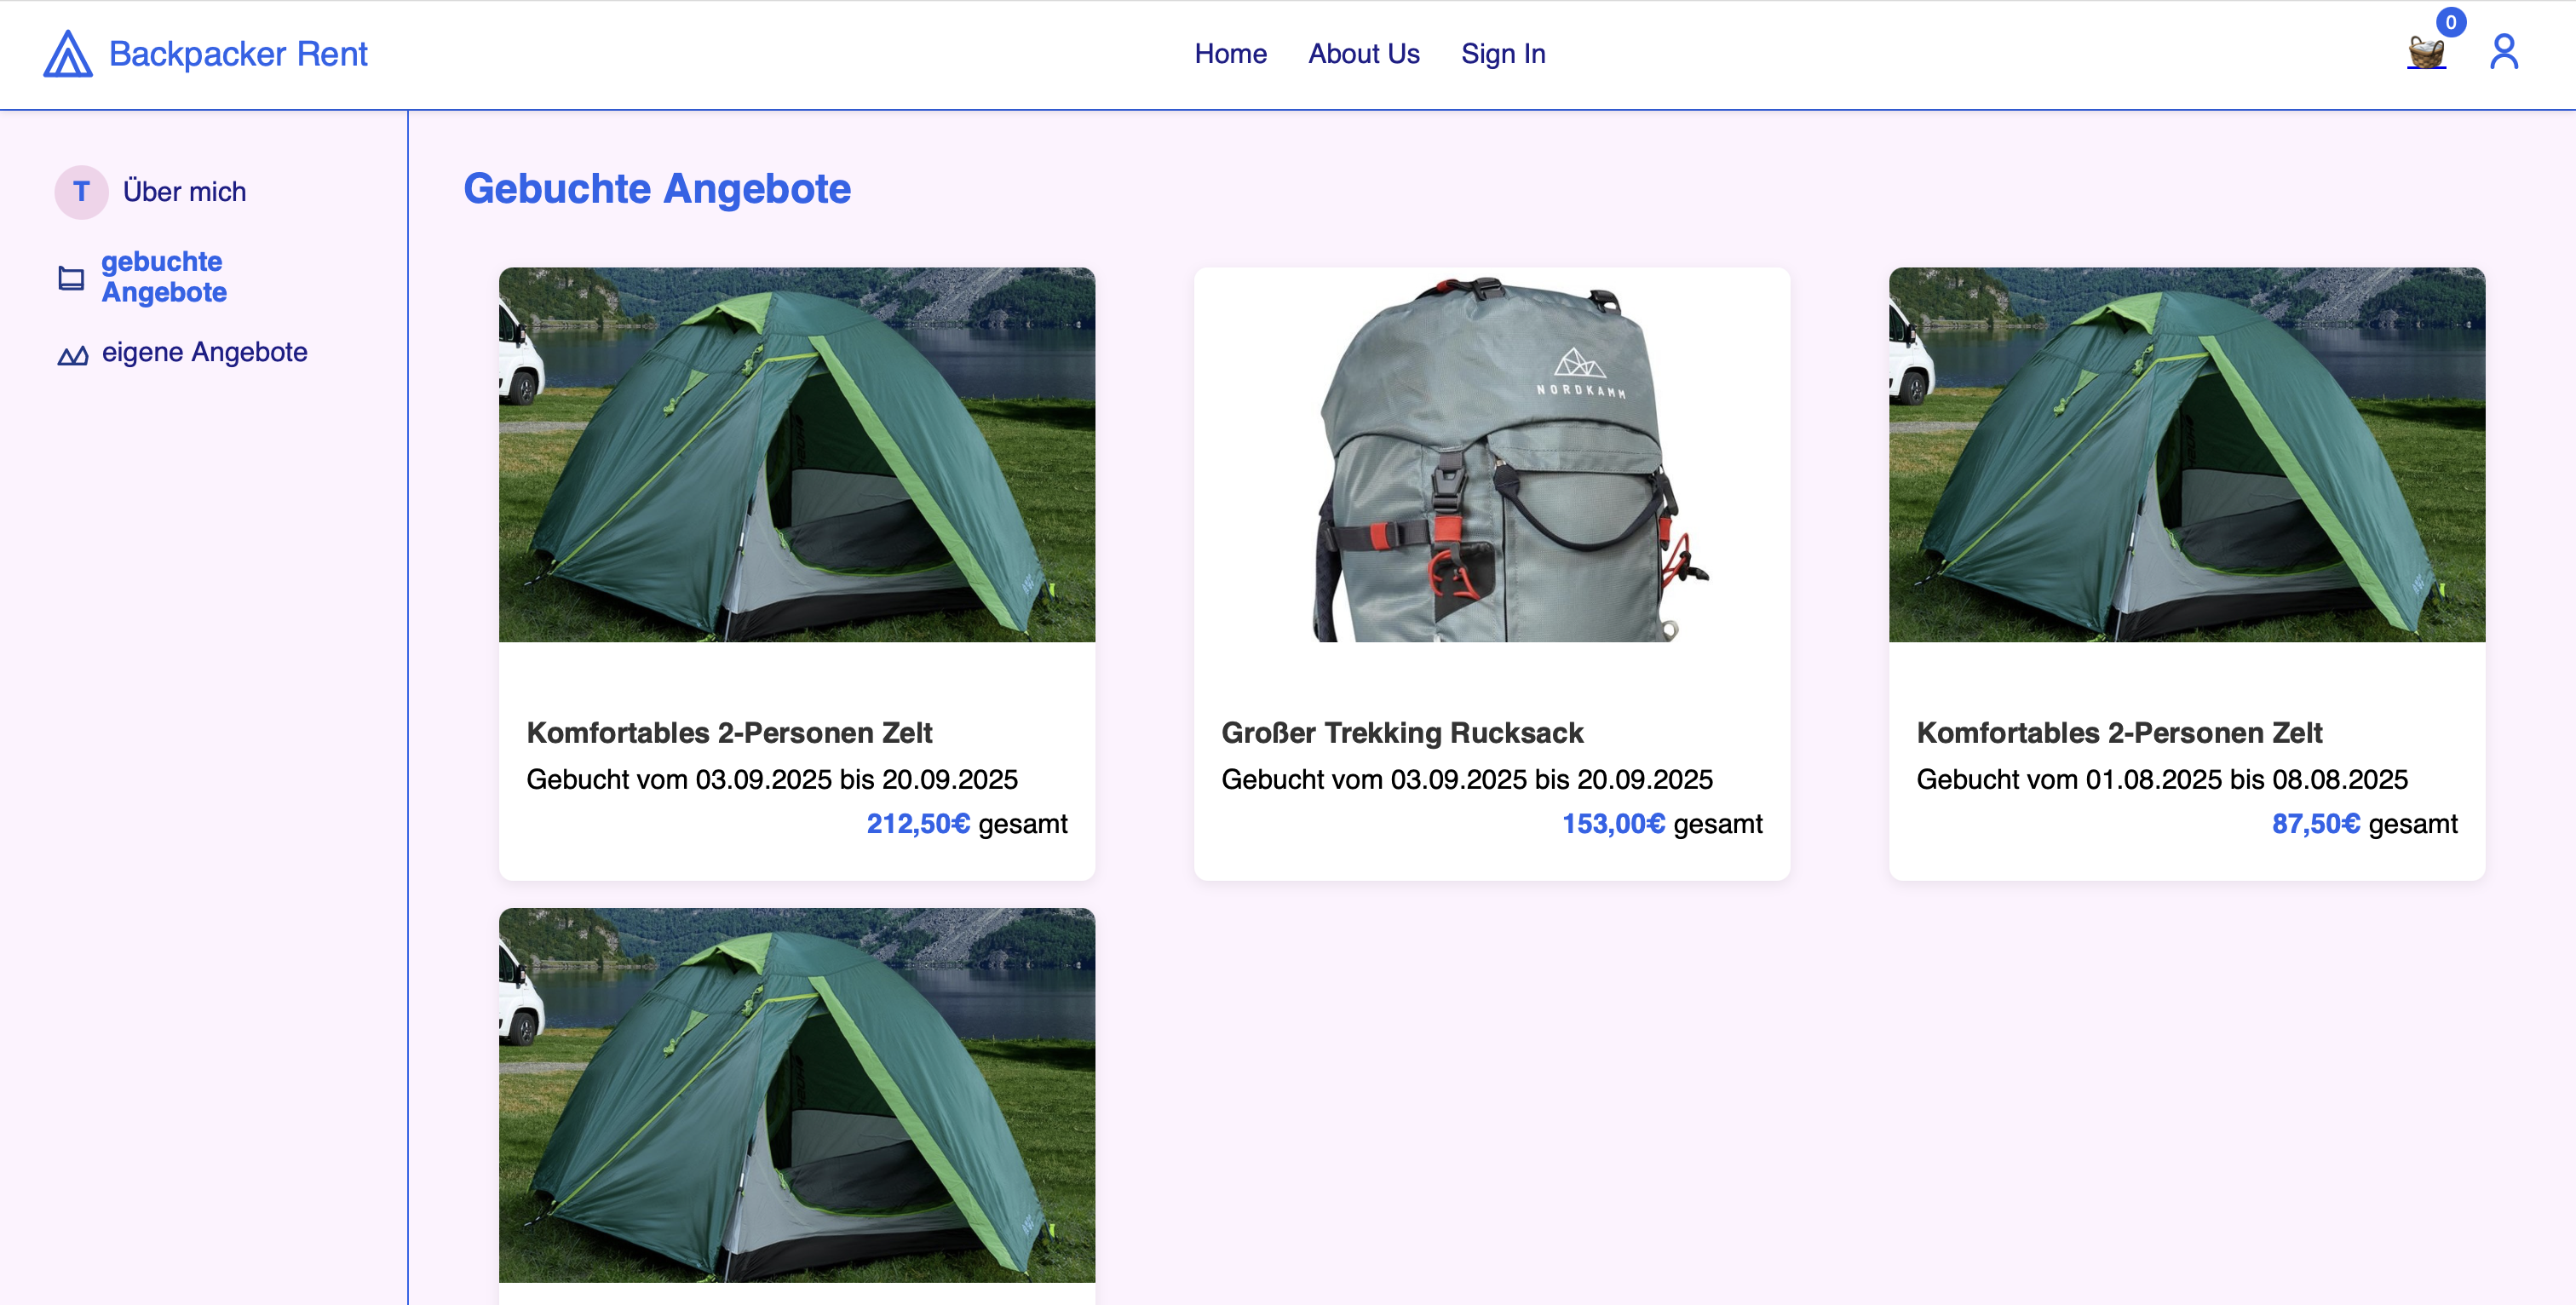 Backpacker Rent
Home
About Us
Sign In
0
T
Über mich
gebuchte
Angebote
eigene Angebote
Gebuchte Angebote
NORDKAMM
Komfortables 2-Personen Zelt
Gebucht vom 03.09.2025 bis 20.09.2025
212,50€ gesamt
Großer Trekking Rucksack
Gebucht vom 03.09.2025 bis 20.09.2025
153,00€ gesamt
Komfortables 2-Personen Zelt
Gebucht vom 01.08.2025 bis 08.08.2025
87,50€ gesamt